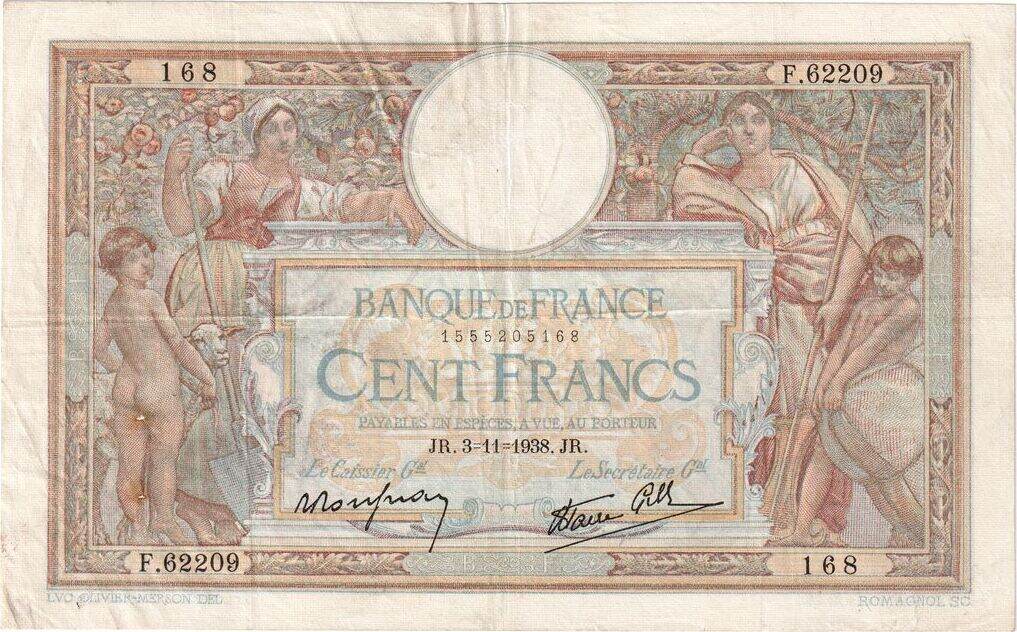 168 F.62209
BANQUE DE FRANCE
1555205168
CENT FRANCS
PAYABLES EN ESPÈCES, A VUE, AU PORTEUR
JR. 3=11=1938. JR.
Le Caissier Gal Le Secrétaire Gal
F.62209 168
LVC OLIVIER-MERSON DEL ROMAGNOL SC